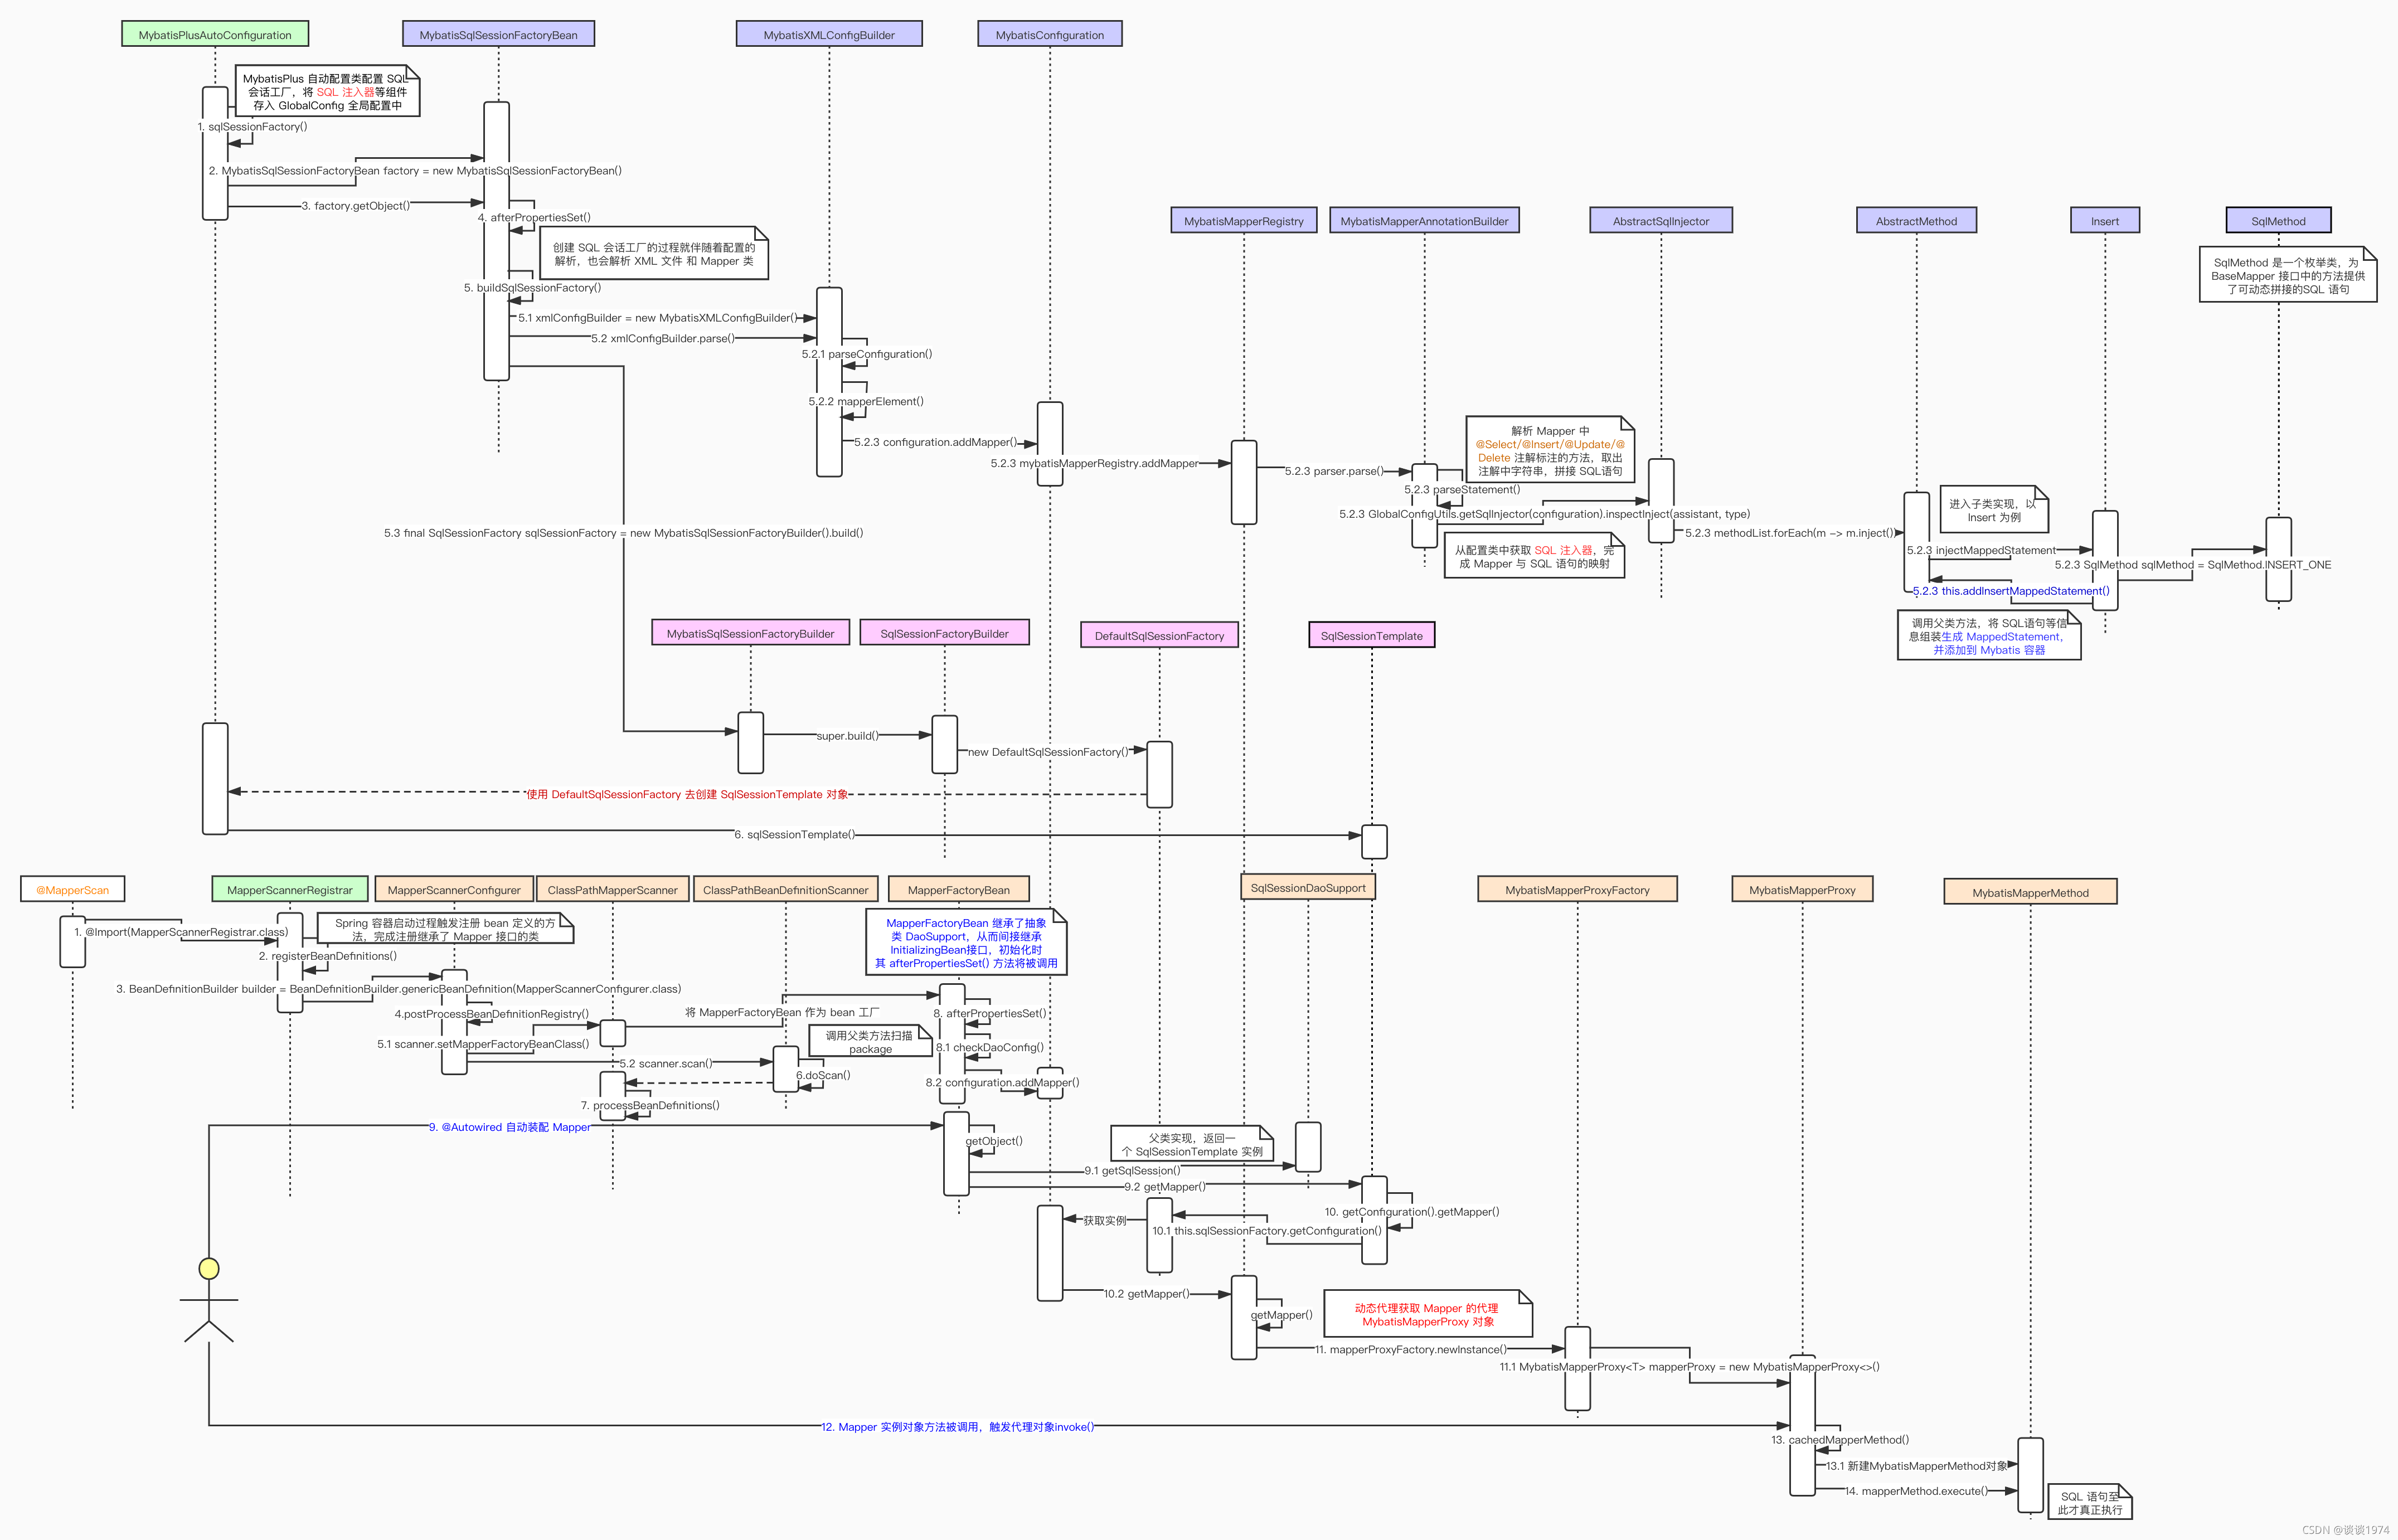 MybatisPlusAutoConfiguration
MybatisSqlSessionFactoryBean
MybatisXMLConfigBuilder
MybatisConfiguration
MybatisPlus 自动配置类配置 SQL
会话工厂，将 SQL 注入器等组件
存入 GlobalConfig 全局配置中
1. sqlSessionFactory()
2. MybatisSqlSessionFactoryBean factory = new MybatisSqlSessionFactoryBean()
3. factory.getObject()
4. afterPropertiesSet()
创建 SQL 会话工厂的过程就伴随着配置的
解析，也会解析 XML 文件 和 Mapper 类
5. buildSqlSessionFactory()
5.1 xmlConfigBuilder = new MybatisXMLConfigBuilder()
5.2 xmlConfigBuilder.parse()
5.2.1 parseConfiguration()
5.2.2 mapperElement()
5.2.3 configuration.addMapper()
MybatisMapperRegistry
MybatisMapperAnnotationBuilder
AbstractSqlInjector
AbstractMethod
Insert
SqlMethod
SqlMethod 是一个枚举类，为
BaseMapper 接口中的方法提供
了可动态拼接的SQL 语句
5.2.3 mybatisMapperRegistry.addMapper
5.2.3 parser.parse()
解析 Mapper 中
@Select/@Insert/@Update/@
Delete 注解标注的方法，取出
注解中字符串，拼接 SQL语句
5.2.3 parseStatement()
5.2.3 GlobalConfigUtils.getSqlInjector(configuration).inspectInject(assistant, type)
从配置类中获取 SQL 注入器，完
成 Mapper 与 SQL 语句的映射
5.2.3 methodList.forEach(m -> m.inject())
进入子类实现，以
Insert 为例
5.2.3 injectMappedStatement
5.2.3 SqlMethod sqlMethod = SqlMethod.INSERT_ONE
5.2.3 this.addInsertMappedStatement()
调用父类方法，将 SQL语句等信
息组装生成 MappedStatement，
并添加到 Mybatis 容器
5.3 final SqlSessionFactory sqlSessionFactory = new MybatisSqlSessionFactoryBuilder().build()
MybatisSqlSessionFactoryBuilder
SqlSessionFactoryBuilder
DefaultSqlSessionFactory
SqlSessionTemplate
super.build()
new DefaultSqlSessionFactory()
使用 DefaultSqlSessionFactory 去创建 SqlSessionTemplate 对象
6. sqlSessionTemplate()
@MapperScan
MapperScannerRegistrar
MapperScannerConfigurer
ClassPathMapperScanner
ClassPathBeanDefinitionScanner
MapperFactoryBean
SqlSessionDaoSupport
MybatisMapperProxyFactory
MybatisMapperProxy
MybatisMapperMethod
1. @Import(MapperScannerRegistrar.class)
Spring 容器启动过程触发注册 bean 定义的方
法，完成注册继承了 Mapper 接口的类
2. registerBeanDefinitions()
3. BeanDefinitionBuilder builder = BeanDefinitionBuilder.genericBeanDefinition(MapperScannerConfigurer.class)
4.postProcessBeanDefinitionRegistry()
5.1 scanner.setMapperFactoryBeanClass()
将 MapperFactoryBean 作为 bean 工厂
5.2 scanner.scan()
调用父类方法扫描
package
6.doScan()
7. processBeanDefinitions()
MapperFactoryBean 继承了抽象
类 DaoSupport，从而间接继承
InitializingBean接口，初始化时
其 afterPropertiesSet() 方法将被调用
8. afterPropertiesSet()
8.1 checkDaoConfig()
8.2 configuration.addMapper()
9. @Autowired 自动装配 Mapper
getObject()
父类实现，返回一
个 SqlSessionTemplate 实例
9.1 getSqlSession()
9.2 getMapper()
10. getConfiguration().getMapper()
获取实例
10.1 this.sqlSessionFactory.getConfiguration()
10.2 getMapper()
getMapper()
动态代理获取 Mapper 的代理
MybatisMapperProxy 对象
11. mapperProxyFactory.newInstance()
11.1 MybatisMapperProxy<T> mapperProxy = new MybatisMapperProxy<>()
12. Mapper 实例对象方法被调用，触发代理对象invoke()
13. cachedMapperMethod()
13.1 新建MybatisMapperMethod对象
14. mapperMethod.execute()
SQL 语句至
此才真正执行
CSDN @谈谈1974